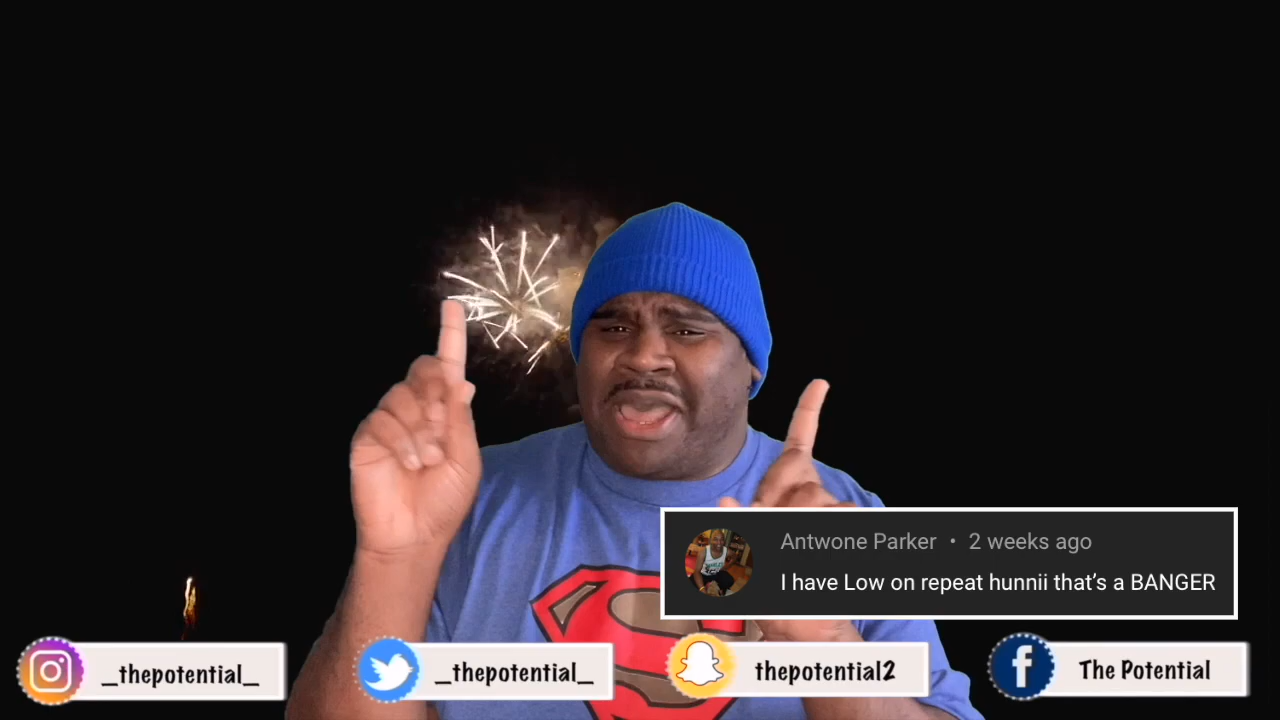 Antwone Parker • 2 weeks ago
I have Low on repeat hunnii that’s a BANGER
_thepotential_
_thepotential_
thepotential2
The Potential